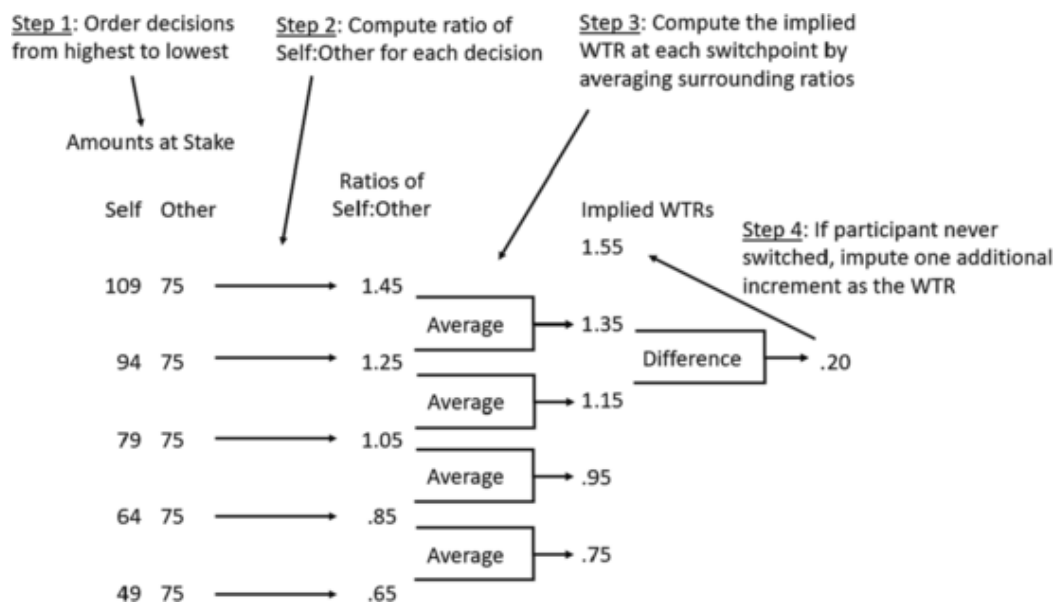 Step 1: Order decisions
from highest to lowest
Step 2: Compute ratio of
Self:Other for each decision
Step 3: Compute the implied
WTR at each switchpoint by
averaging surrounding ratios
Amounts at Stake
Ratios of
Self:Other
Self Other
Implied WTRs
1.55
Step 4: If participant never
switched, impute one additional
increment as the WTR
109 75 1.45
Average 1.35
94 75 1.25
Difference .20
Average 1.15
79 75 1.05
Average .95
64 75 .85
Average .75
49 75 .65